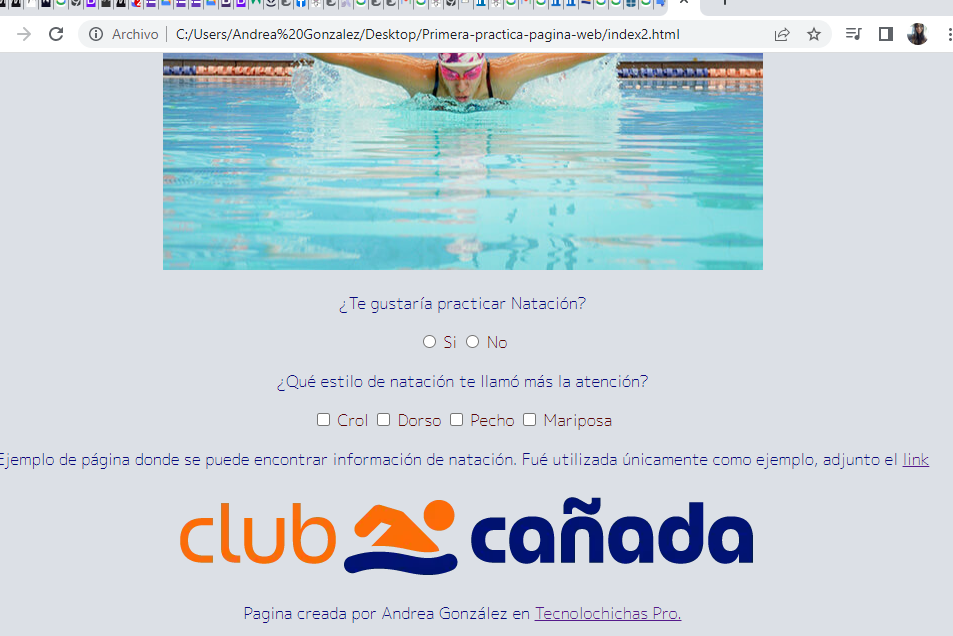 Archivo C:/Users/Andrea%20Gonzalez/Desktop/Primera-practica-pagina-web/index2.html
¿Te gustaría practicar Natación?
Si No
¿Qué estilo de natación te llamó más la atención?
Crol Dorso Pecho Mariposa
Ejemplo de página donde se puede encontrar información de natación. Fué utilizada únicamente como ejemplo, adjunto el link
club cañada
Pagina creada por Andrea González en Tecnolochichas Pro.